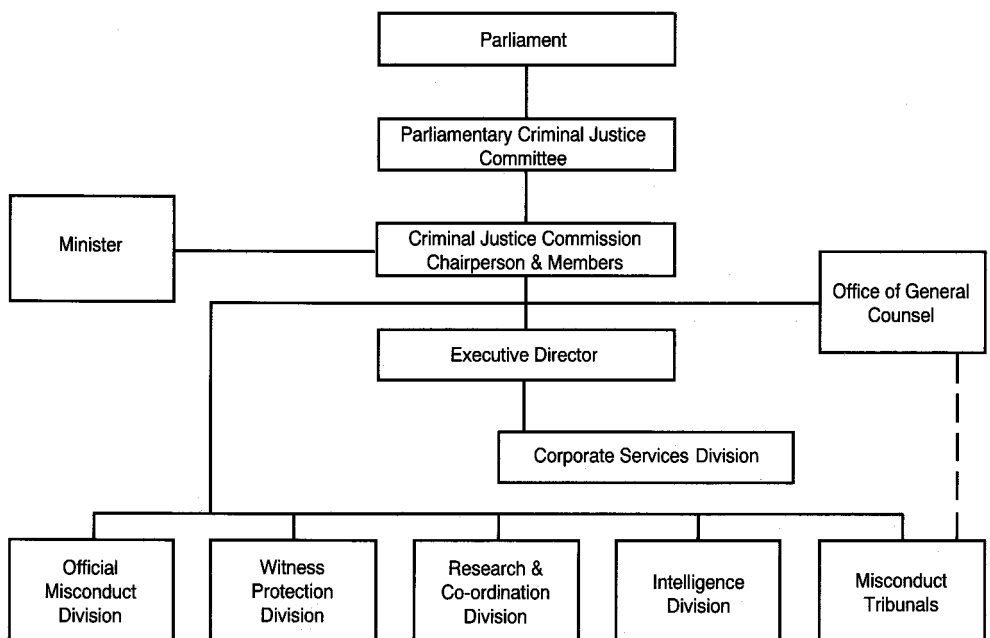 Parliament
Parliamentary Criminal Justice
Committee
Minister
Criminal Justice Commission
Chairperson & Members
Office of General
Counsel
Executive Director
Corporate Services Division
Official
Misconduct
Division
Witness
Protection
Division
Research &
Co-ordination
Division
Intelligence
Division
Misconduct
Tribunals